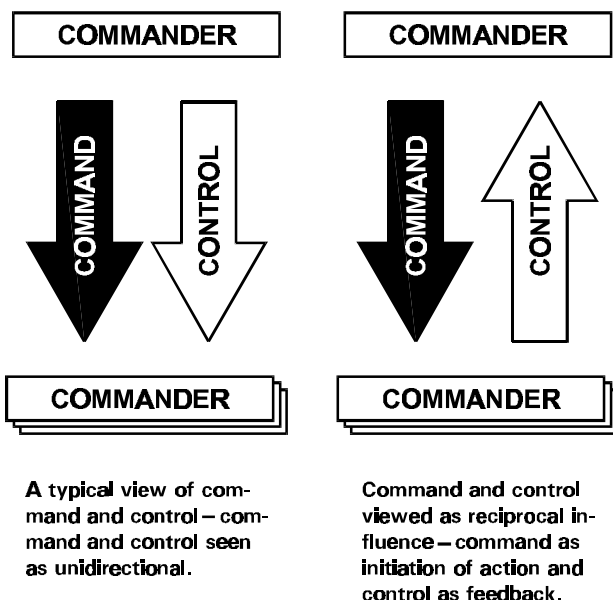 COMMANDER
COMMAND
CONTROL
COMMANDER
A typical view of com-
mand and control – com-
mand and control seen
as unidirectional.
COMMANDER
COMMAND
CONTROL
COMMANDER
Command and control
viewed as reciprocal in-
fluence – command as
initiation of action and
control as feedback.